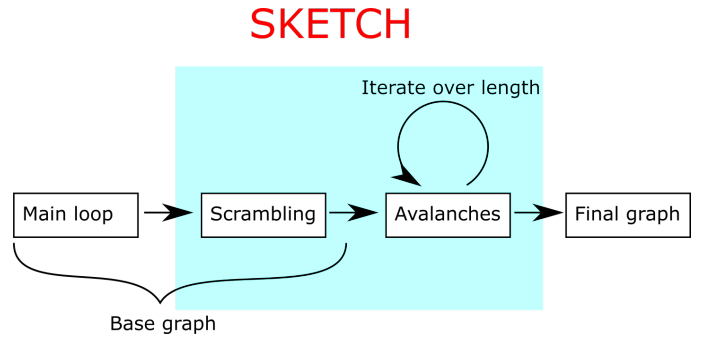 SKETCH
Iterate over length
Main loop
Scrambling
Avalanches
Final graph
Base graph